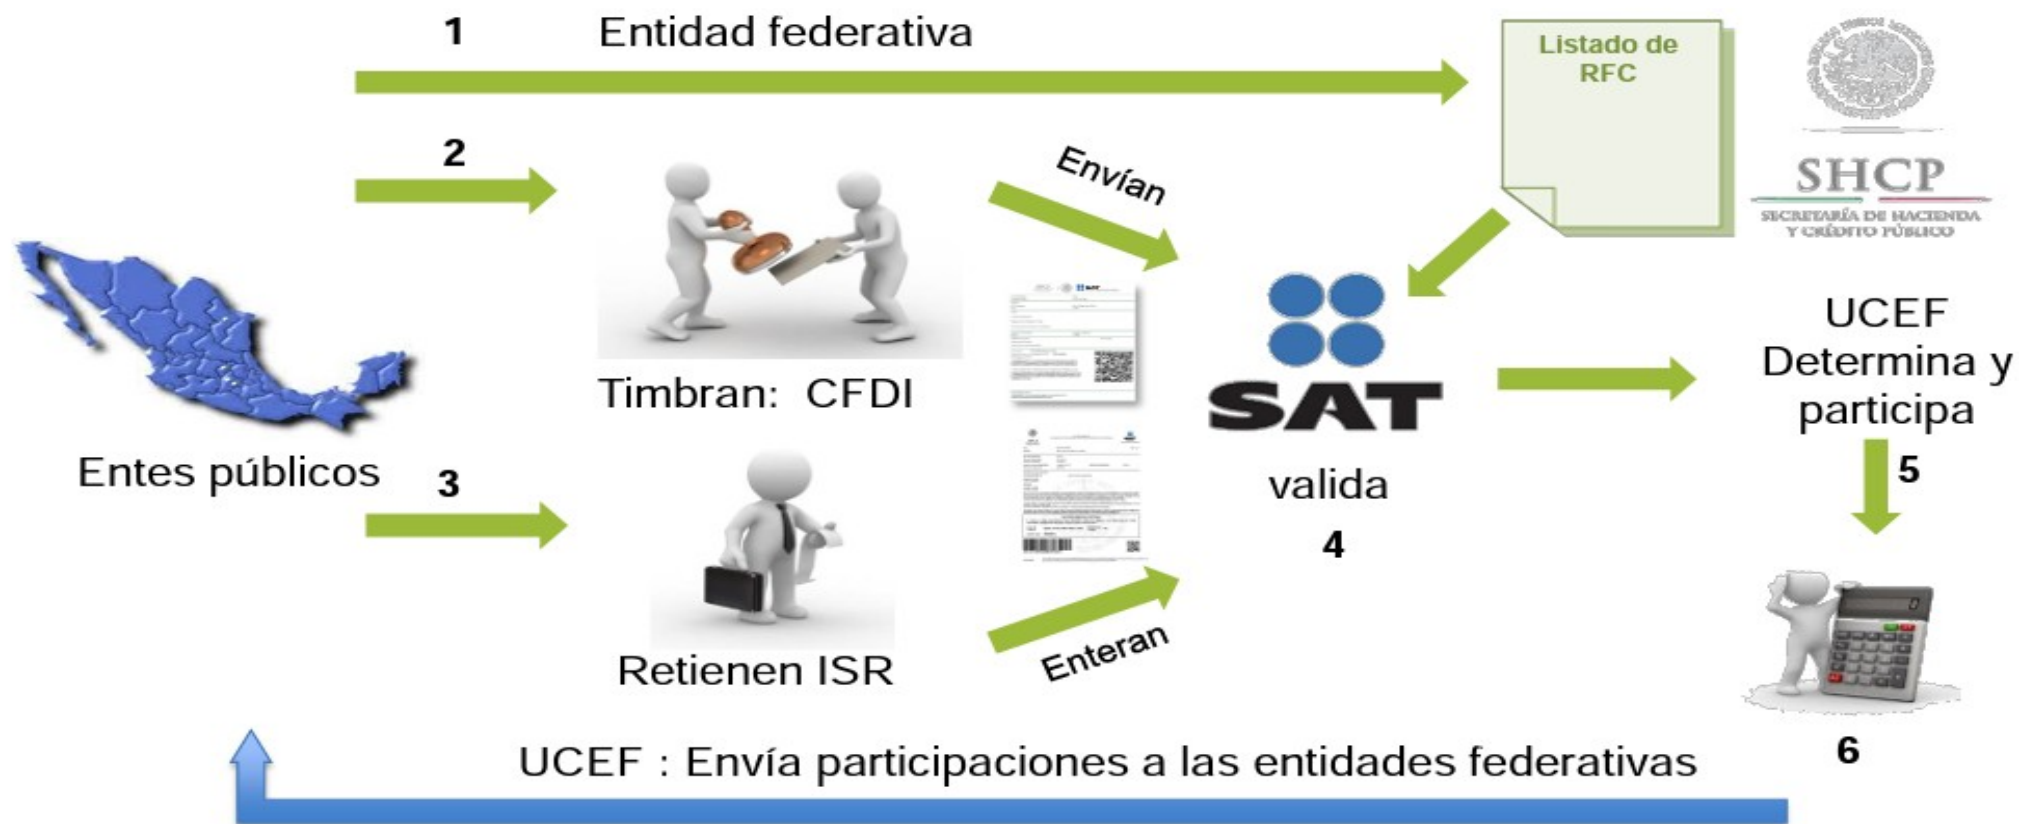 1
Entidad federativa
Listado de
RFC
SHCP
SECRETARÍA DE HACIENDA
Y CRÉDITO PÚBLICO
2
Envían
Timbran: CFDI
SAT
valida
4
UCEF
Determina y
participa
5
Entes públicos
3
Retienen ISR
Enteran
6
UCEF : Envía participaciones a las entidades federativas